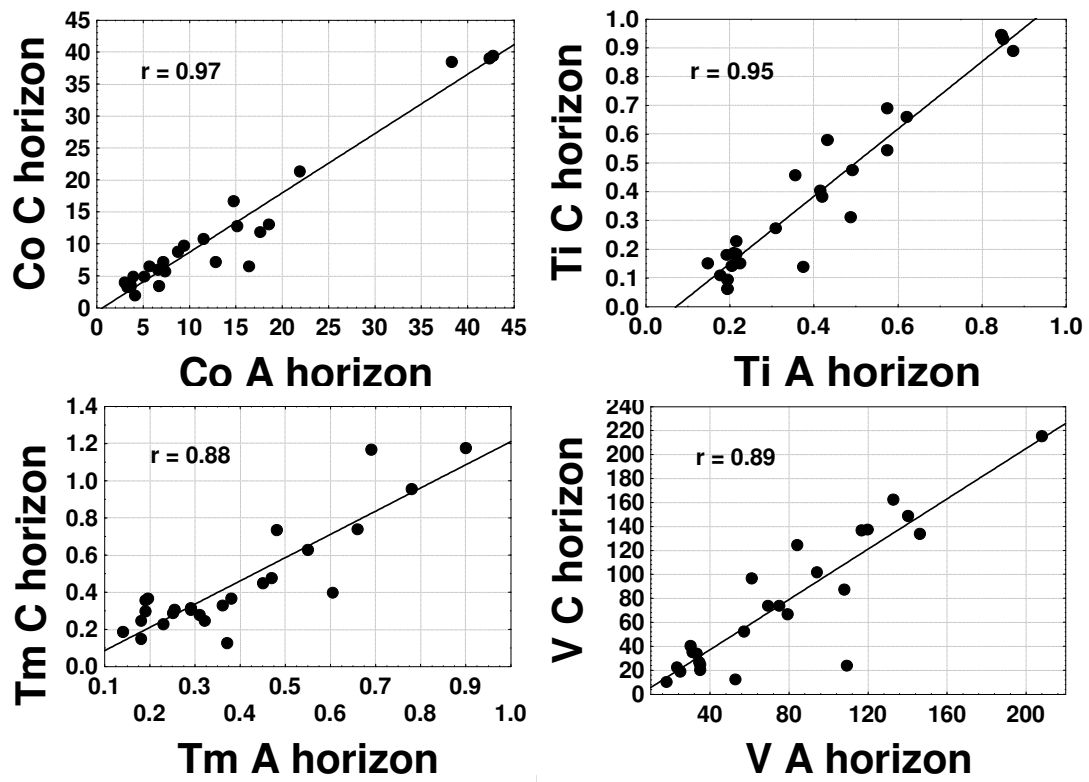 Co C horizon
45
40
35
30
25
20
15
10
5
0
r = 0.97
0 5 10 15 20 25 30 35 40 45
Co A horizon
Ti C horizon
1.0
0.9
0.8
0.7
0.6
0.5
0.4
0.3
0.2
0.1
0.0
r = 0.95
0.0 0.2 0.4 0.6 0.8 1.0
Ti A horizon
Tm C horizon
1.4
1.2
1.0
0.8
0.6
0.4
0.2
0.0
r = 0.88
0.1 0.3 0.5 0.7 0.9
0.2 0.4 0.6 0.8 1.0
Tm A horizon
V C horizon
240
220
200
180
160
140
120
100
80
60
40
20
0
r = 0.89
40 80 120 160 200
V A horizon